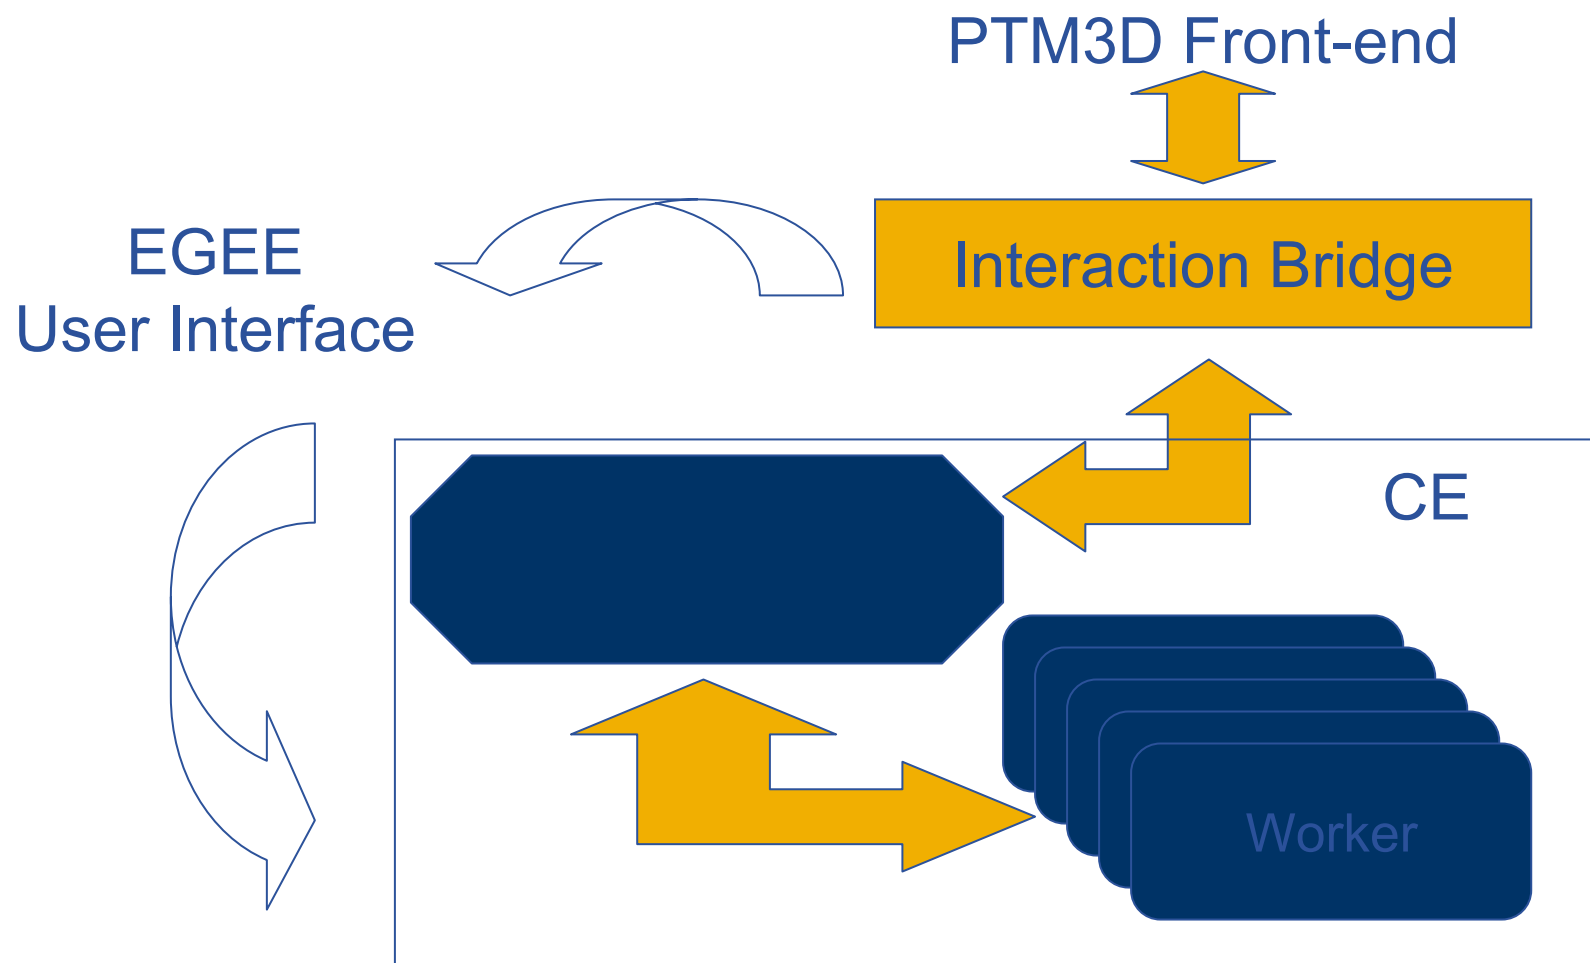 PTM3D Front-end
Interaction Bridge
EGEE
User Interface
CE
Worker